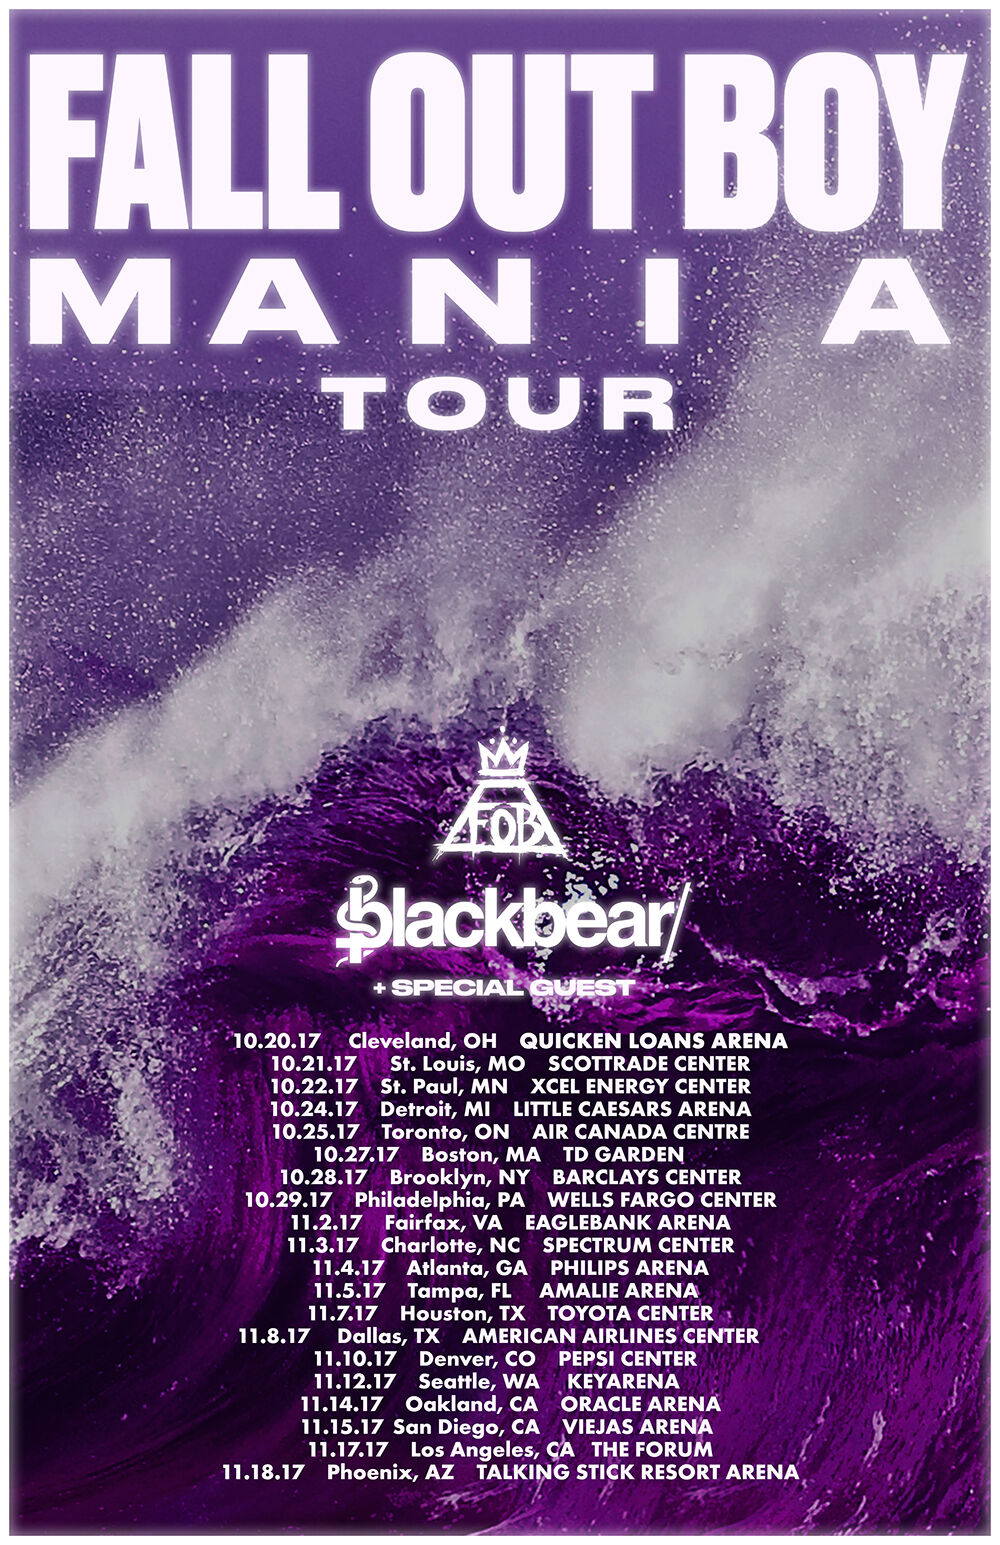 FALL OUT BOY
MANIA
TOUR
FOB
blackbear/
+ SPECIAL GUEST
10.20.17 Cleveland, OH QUICKEN LOANS ARENA
10.21.17 St. Louis, MO SCOTTRADE CENTER
10.22.17 St. Paul, MN XCEL ENERGY CENTER
10.24.17 Detroit, MI LITTLE CAESARS ARENA
10.25.17 Toronto, ON AIR CANADA CENTRE
10.27.17 Boston, MA TD GARDEN
10.28.17 Brooklyn, NY BARCLAYS CENTER
10.29.17 Philadelphia, PA WELLS FARGO CENTER
11.2.17 Fairfax, VA EAGLEBANK ARENA
11.3.17 Charlotte, NC SPECTRUM CENTER
11.4.17 Atlanta, GA PHILIPS ARENA
11.5.17 Tampa, FL AMALIE ARENA
11.7.17 Houston, TX TOYOTA CENTER
11.8.17 Dallas, TX AMERICAN AIRLINES CENTER
11.10.17 Denver, CO PEPSI CENTER
11.12.17 Seattle, WA KEYARENA
11.14.17 Oakland, CA ORACLE ARENA
11.15.17 San Diego, CA VIEJAS ARENA
11.17.17 Los Angeles, CA THE FORUM
11.18.17 Phoenix, AZ TALKING STICK RESORT ARENA